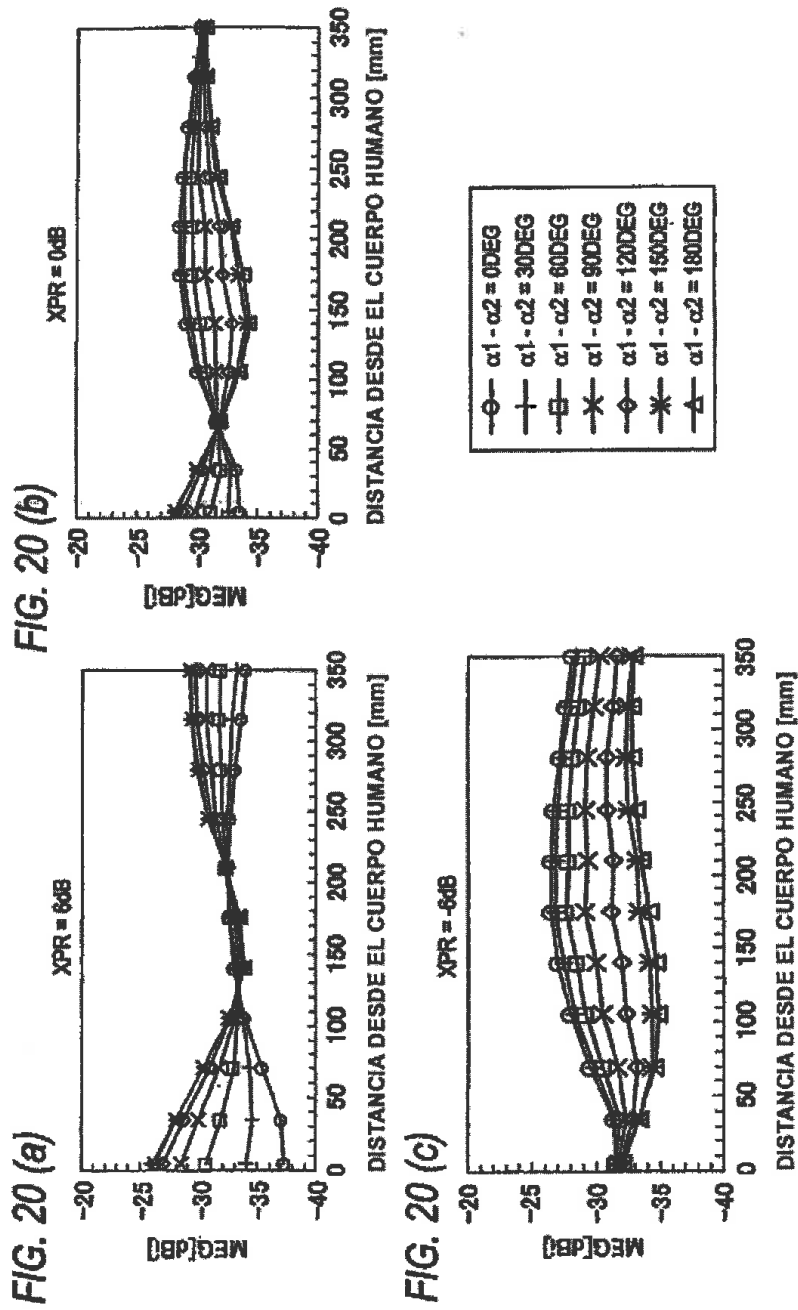 FIG. 20 (a)
XPR = 6dB
MEG[dBi]
-20
-25
-30
-35
-40
0
50
100
150
200
250
300
350
DISTANCIA DESDE EL CUERPO HUMANO [mm]
FIG. 20 (b)
XPR = 0dB
MEG[dBi]
-20
-25
-30
-35
-40
0
50
100
150
200
250
300
350
DISTANCIA DESDE EL CUERPO HUMANO [mm]
FIG. 20 (c)
XPR = -6dB
MEG[dBi]
-20
-25
-30
-35
-40
0
50
100
150
200
250
300
350
DISTANCIA DESDE EL CUERPO HUMANO [mm]
α1 - α2 = 0DEG
α1 - α2 = 30DEG
α1 - α2 = 60DEG
α1 - α2 = 90DEG
α1 - α2 = 120DEG
α1 - α2 = 150DEG
α1 - α2 = 180DEG